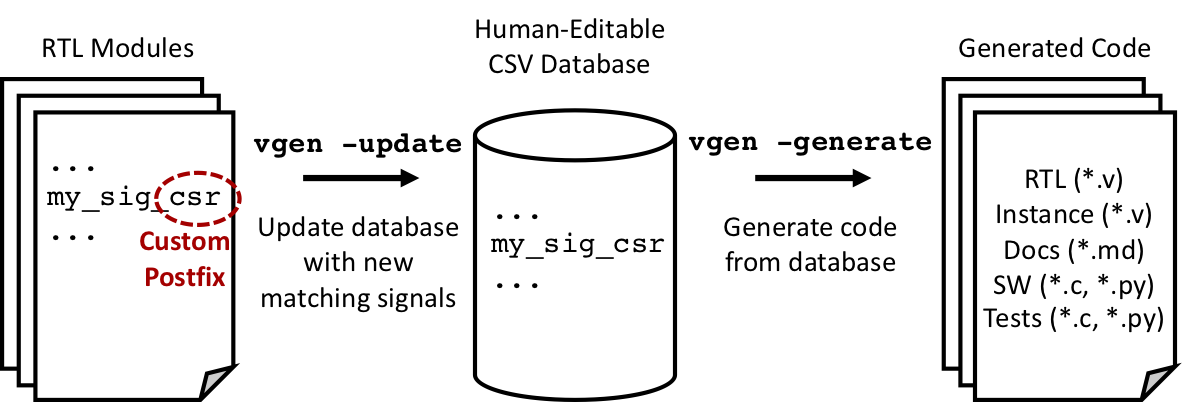 RTL Modules
...
my_sig_csr
...
Custom
Postfix
vgen -update
Update database
with new
matching signals
Human-Editable
CSV Database
...
my_sig_csr
...
vgen -generate
Generate code
from database
Generated Code
RTL (*.v)
Instance (*.v)
Docs (*.md)
SW (*.c, *.py)
Tests (*.c, *.py)